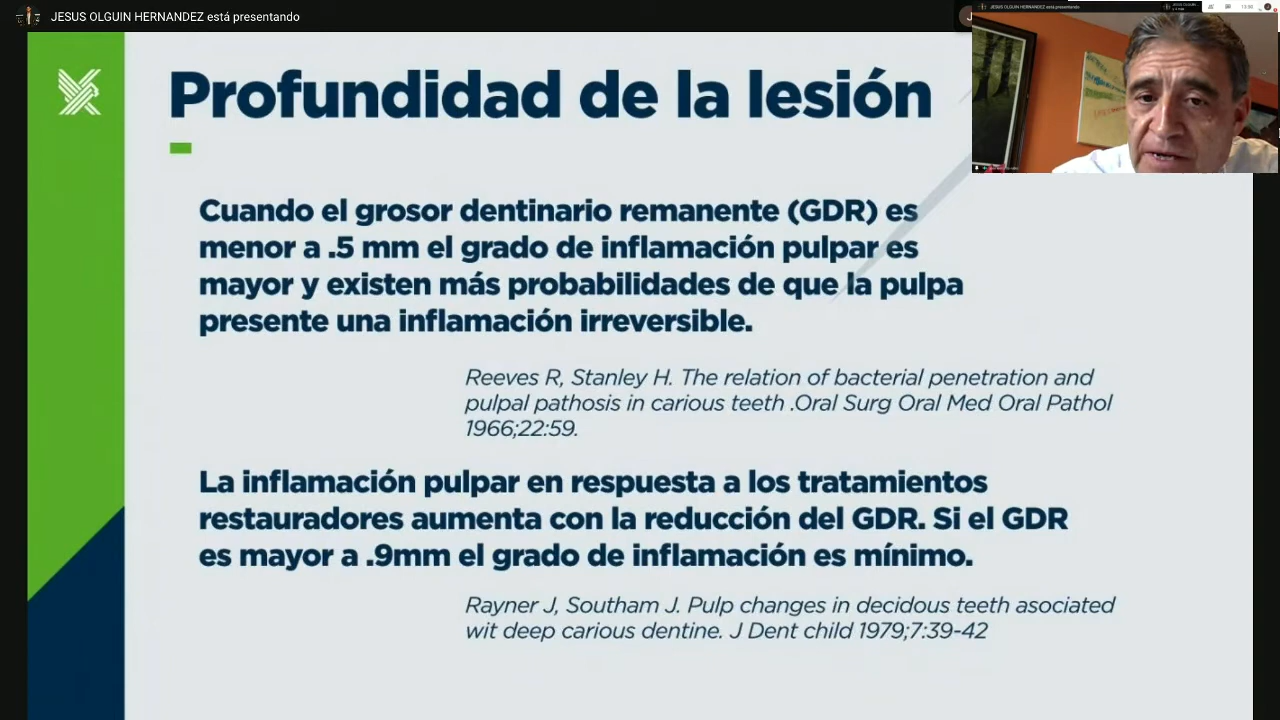 JESUS OLGUIN HERNANDEZ está presentando
JESUS OLGUIN HERNANDEZ está presentando
Profundidad de la lesión
Cuando el grosor dentinario remanente (GDR) es
menor a .5 mm el grado de inflamación pulpar es
mayor y existen más probabilidades de que la pulpa
presente una inflamación irreversible.
Reeves R, Stanley H. The relation of bacterial penetration and
pulpal pathosis in carious teeth .Oral Surg Oral Med Oral Pathol
1966;22:59.
La inflamación pulpar en respuesta a los tratamientos
restauradores aumenta con la reducción del GDR. Si el GDR
es mayor a .9mm el grado de inflamación es mínimo.
Rayner J, Southam J. Pulp changes in decidous teeth asociated
wit deep carious dentine. J Dent child 1979;7:39-42